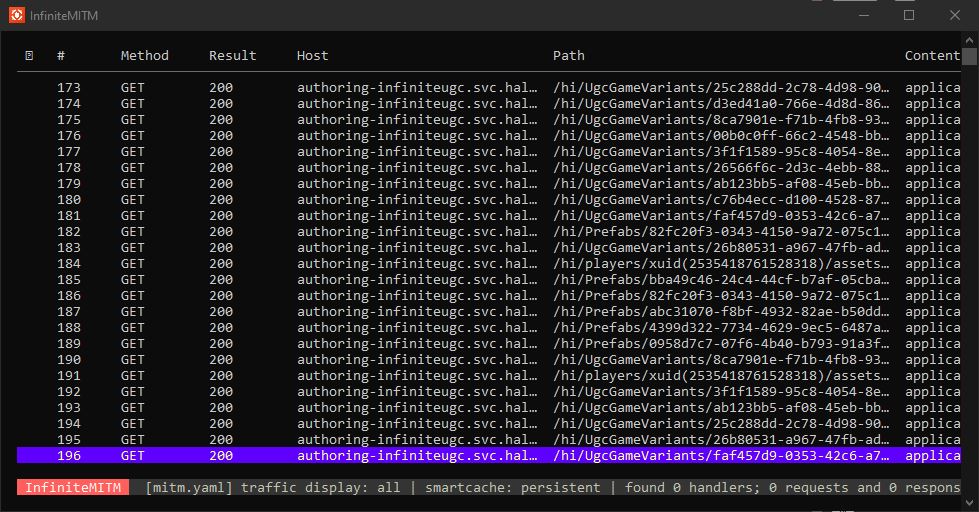 InfiniteMITM
# Method Result Host Path Content
173 GET 200 authoring-infiniteugc.svc.hal… /hi/UgcGameVariants/25c288dd-2c78-4d98-90… applica
174 GET 200 authoring-infiniteugc.svc.hal… /hi/UgcGameVariants/d3ed41a0-766e-4d8d-86… applica
175 GET 200 authoring-infiniteugc.svc.hal… /hi/UgcGameVariants/8ca7901e-f71b-4fb8-93… applica
176 GET 200 authoring-infiniteugc.svc.hal… /hi/UgcGameVariants/00b0c0ff-66c2-4548-bb… applica
177 GET 200 authoring-infiniteugc.svc.hal… /hi/UgcGameVariants/3f1f1589-95c8-4054-8e… applica
178 GET 200 authoring-infiniteugc.svc.hal… /hi/UgcGameVariants/26566f6c-2d3c-4ebb-88… applica
179 GET 200 authoring-infiniteugc.svc.hal… /hi/UgcGameVariants/ab123bb5-af08-45eb-bb… applica
180 GET 200 authoring-infiniteugc.svc.hal… /hi/UgcGameVariants/c76b4ecc-d100-4528-87… applica
181 GET 200 authoring-infiniteugc.svc.hal… /hi/UgcGameVariants/faf457d9-0353-42c6-a7… applica
182 GET 200 authoring-infiniteugc.svc.hal… /hi/Prefabs/82fc20f3-0343-4150-9a72-075c1… applica
183 GET 200 authoring-infiniteugc.svc.hal… /hi/UgcGameVariants/26b80531-a967-47fb-ad… applica
184 GET 200 authoring-infiniteugc.svc.hal… /hi/players/xuid(2535418761528318)/assets… applica
185 GET 200 authoring-infiniteugc.svc.hal… /hi/Prefabs/bba49c46-24c4-44cf-b7af-05cba… applica
186 GET 200 authoring-infiniteugc.svc.hal… /hi/Prefabs/82fc20f3-0343-4150-9a72-075c1… applica
187 GET 200 authoring-infiniteugc.svc.hal… /hi/Prefabs/abc31070-f8bf-4932-82ae-b50dd… applica
188 GET 200 authoring-infiniteugc.svc.hal… /hi/Prefabs/4399d322-7734-4629-9ec5-6487a… applica
189 GET 200 authoring-infiniteugc.svc.hal… /hi/Prefabs/0958d7c7-07f6-4b40-b793-91a3f… applica
190 GET 200 authoring-infiniteugc.svc.hal… /hi/UgcGameVariants/8ca7901e-f71b-4fb8-93… applica
191 GET 200 authoring-infiniteugc.svc.hal… /hi/players/xuid(2535418761528318)/assets… applica
192 GET 200 authoring-infiniteugc.svc.hal… /hi/UgcGameVariants/3f1f1589-95c8-4054-8e… applica
193 GET 200 authoring-infiniteugc.svc.hal… /hi/UgcGameVariants/ab123bb5-af08-45eb-bb… applica
194 GET 200 authoring-infiniteugc.svc.hal… /hi/UgcGameVariants/25c288dd-2c78-4d98-90… applica
195 GET 200 authoring-infiniteugc.svc.hal… /hi/UgcGameVariants/26b80531-a967-47fb-ad… applica
196 GET 200 authoring-infiniteugc.svc.hal… /hi/UgcGameVariants/faf457d9-0353-42c6-a7… applica
InfiniteMITM [mitm.yaml] traffic display: all | smartcache: persistent | found 0 handlers; 0 requests and 0 respons